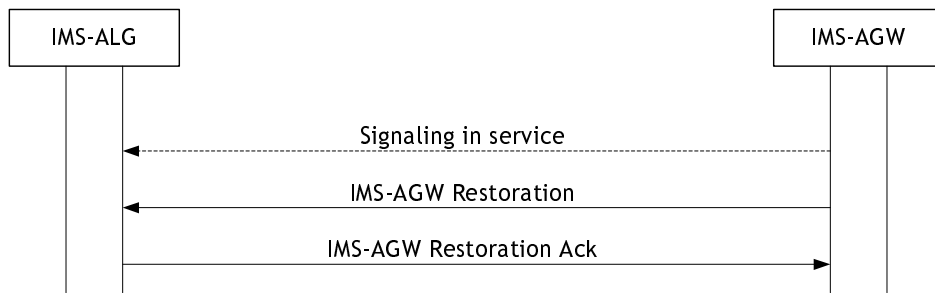 IMS-ALG
IMS-AGW
Signaling in service
IMS-AGW Restoration
IMS-AGW Restoration Ack